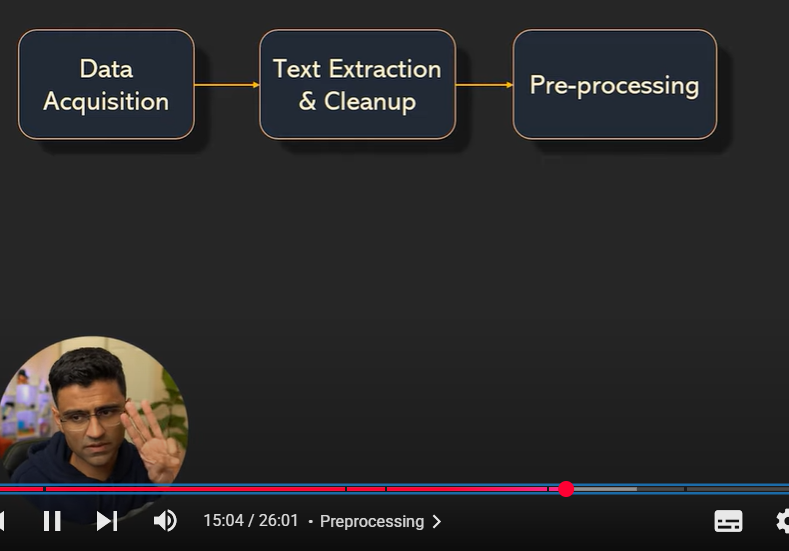 Data
Acquisition
Text Extraction
& Cleanup
Pre-processing
15:04 / 26:01 • Preprocessing